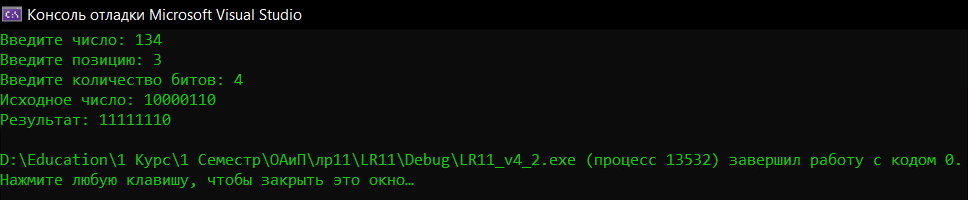 Консоль отладки Microsoft Visual Studio
Введите число: 134
Введите позицию: 3
Введите количество битов: 4
Исходное число: 10000110
Результат: 11111110
D:\Education\1 Курс\1 Семестр\ОАиП\лр11\LR11\Debug\LR11_v4_2.exe (процесс 13532) завершил работу с кодом 0.
Нажмите любую клавишу, чтобы закрыть это окно…